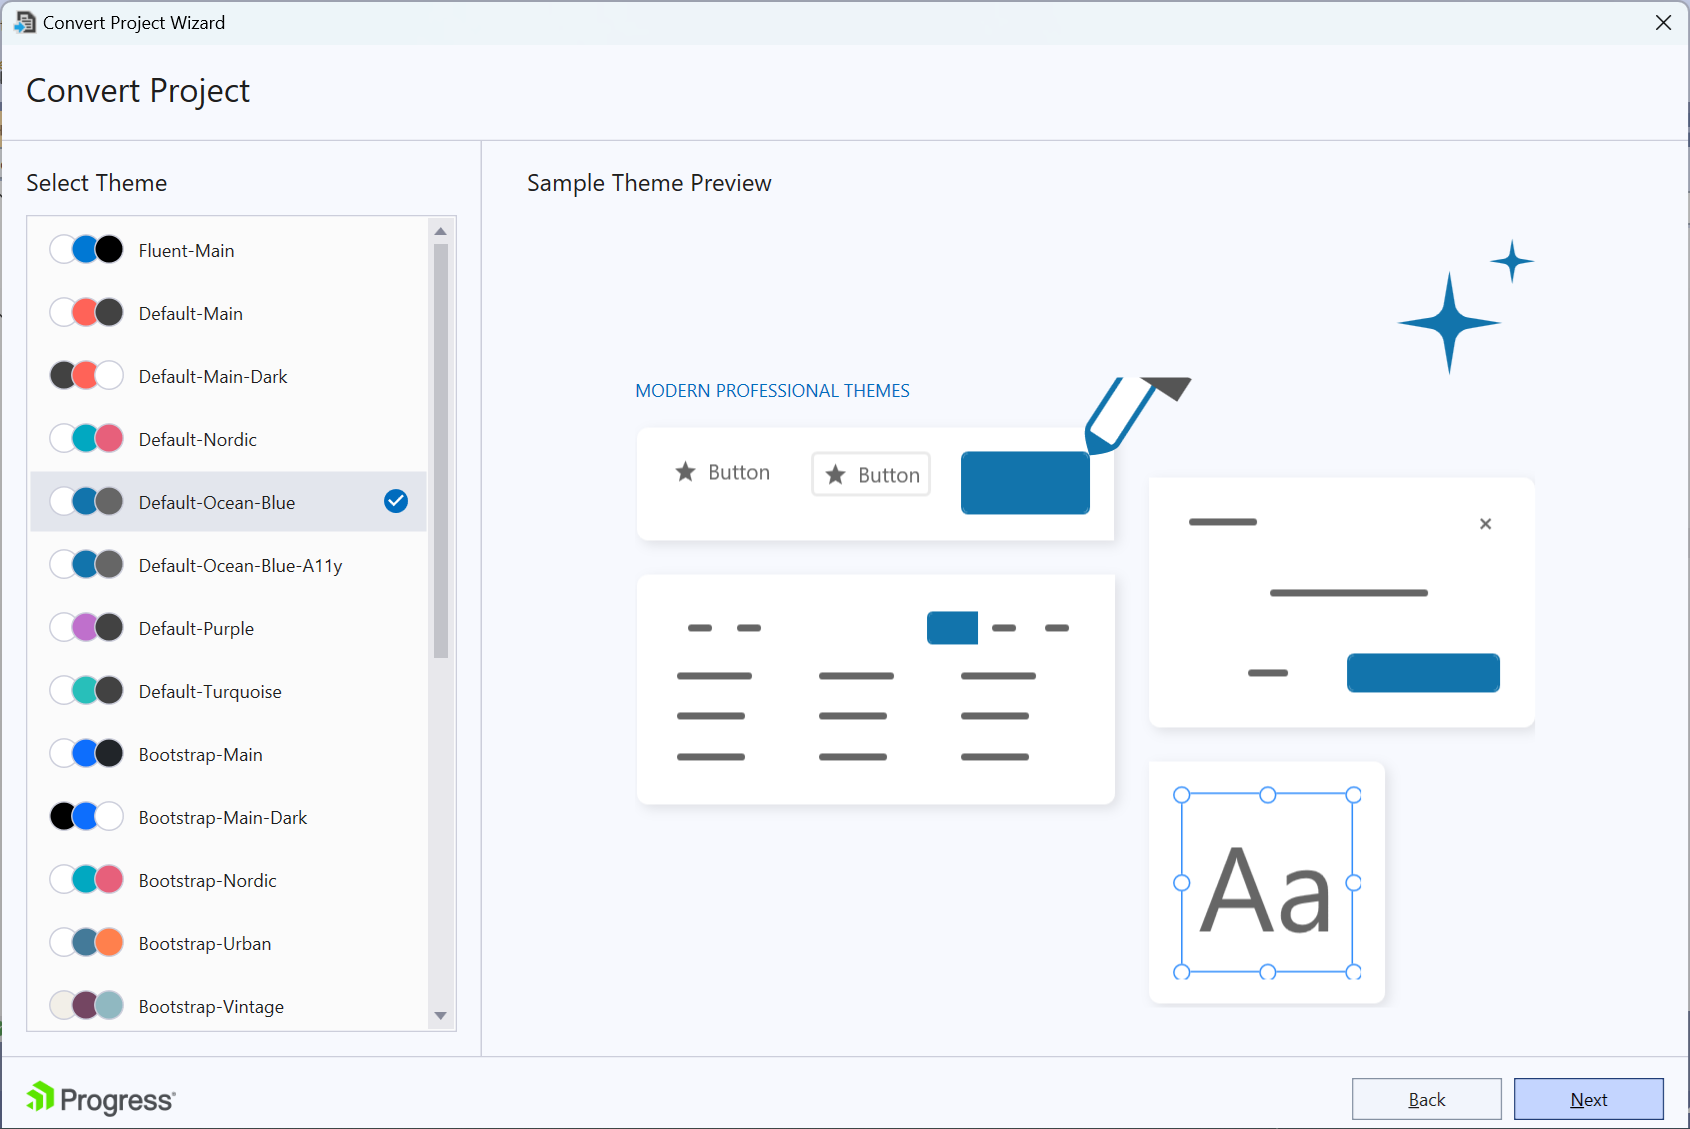 Convert Project Wizard
Convert Project
Select Theme
Fluent-Main
Default-Main
Default-Main-Dark
Default-Nordic
Default-Ocean-Blue
Default-Ocean-Blue-A11y
Default-Purple
Default-Turquoise
Bootstrap-Main
Bootstrap-Main-Dark
Bootstrap-Nordic
Bootstrap-Urban
Bootstrap-Vintage
Sample Theme Preview
MODERN PROFESSIONAL THEMES
Button
Button
Aa
Progress®
Back
Next